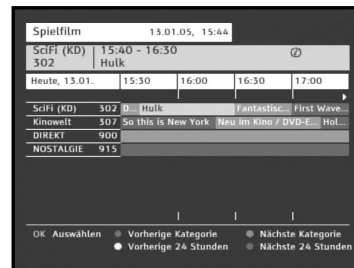 Spielfilm 13.01.05, 15:44
SciFi (KD) 15:40 - 16:30
302 Hulk
Heute, 13.01. 15:30 16:00 16:30 17:00
SciFi (KD) 302 D... Hulk Fantastisc... First Wave...
Kinowelt 307 So this is New York Neu im Kino / DVD-E... Hol...
DIREKT 900
NOSTALGIE 915
OK Auswählen Vorherige Kategorie Nächste Kategorie
Vorherige 24 Stunden Nächste 24 Stunden